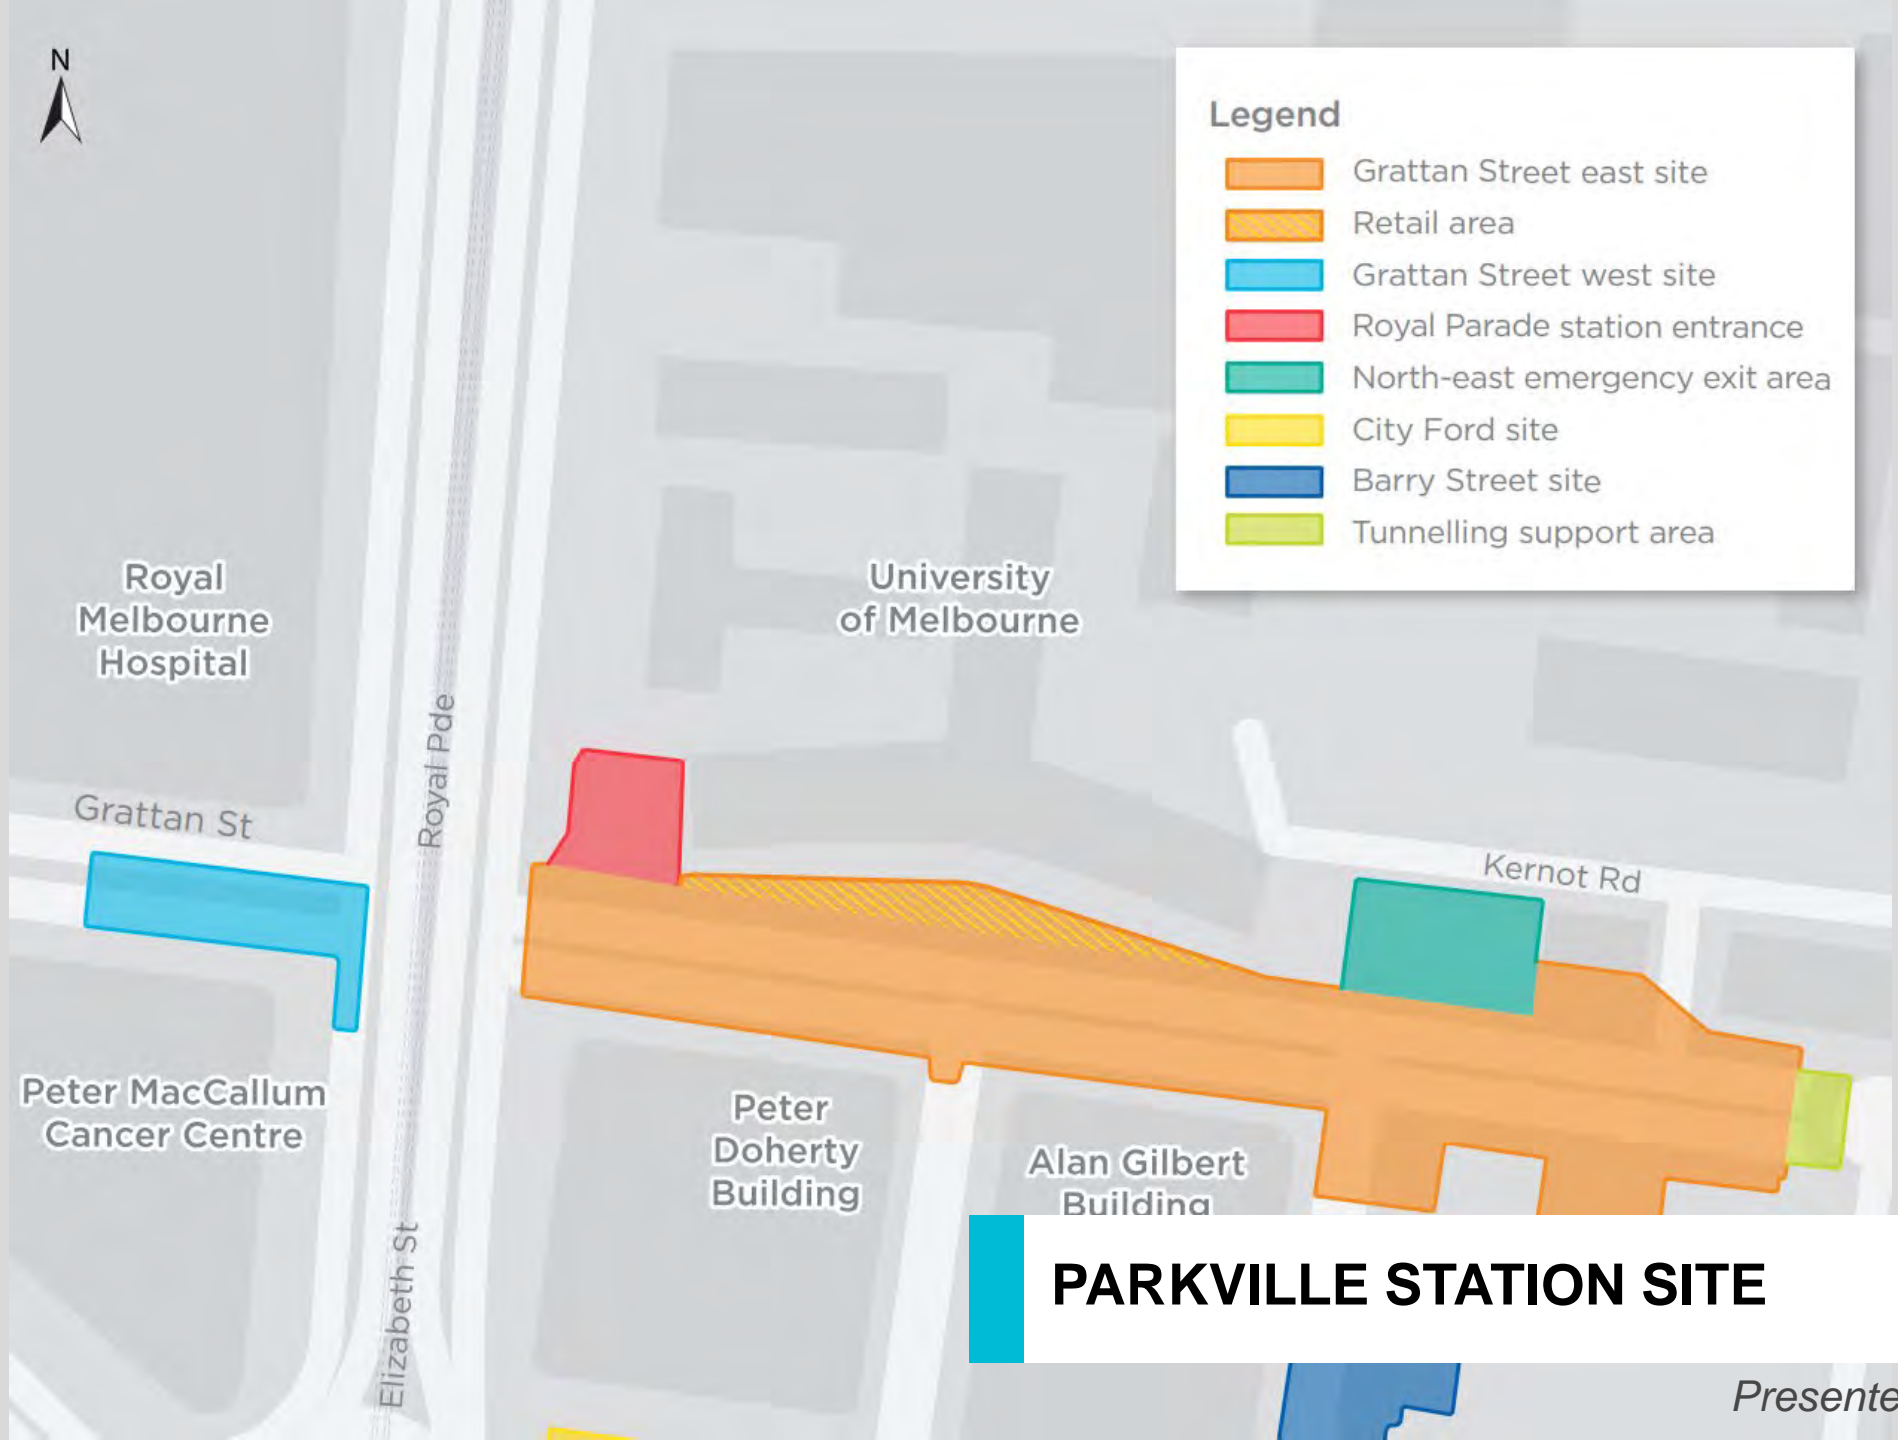 N
Legend
Grattan Street east site
Retail area
Grattan Street west site
Royal Parade station entrance
North-east emergency exit area
City Ford site
Barry Street site
Tunnelling support area
Royal
Melbourne
Hospital
University
of Melbourne
Royal Pde
Grattan St
Kernot Rd
Peter MacCallum
Cancer Centre
Peter
Doherty
Building
Alan Gilbert
Building
Elizabeth St
PARKVILLE STATION SITE
Presente